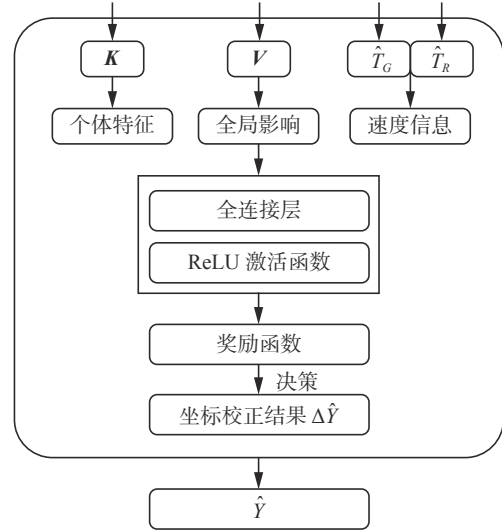 K V T̂_G T̂_R
个体特征 全局影响 速度信息
全连接层
ReLU 激活函数
奖励函数
决策
坐标校正结果 ΔŶ
Ŷ